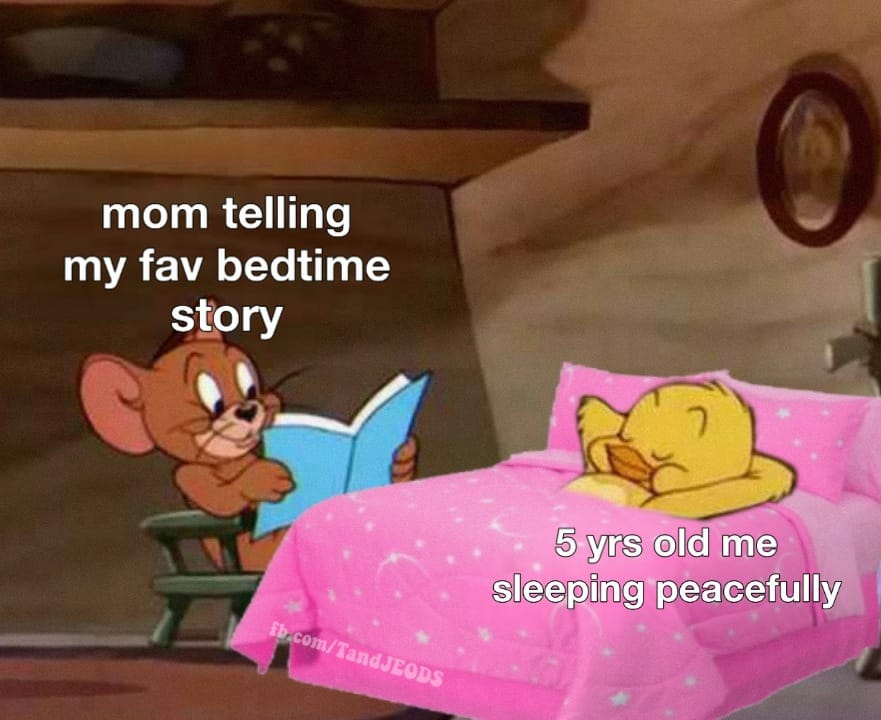 mom telling
my fav bedtime
story
5 yrs old me
sleeping peacefully
fb.com/TandJEODS